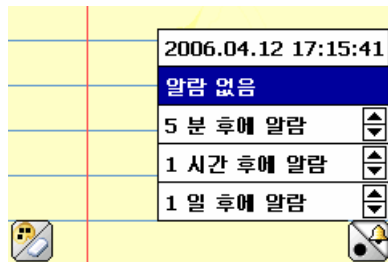 2006.04.12 17:15:41
알람 없음
5 분 후에 알람
1 시간 후에 알람
1 일 후에 알람